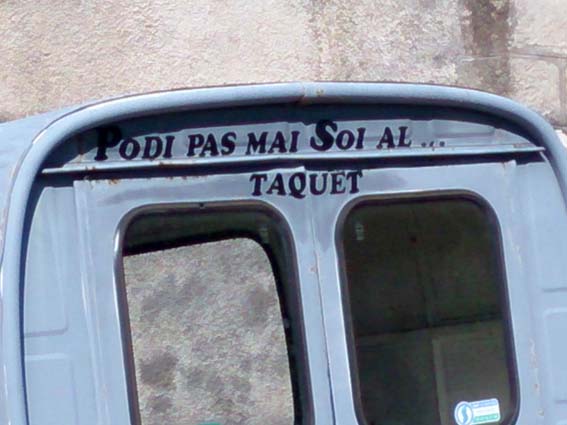 PODI PAS MAI SOI AL ...
TAQUET